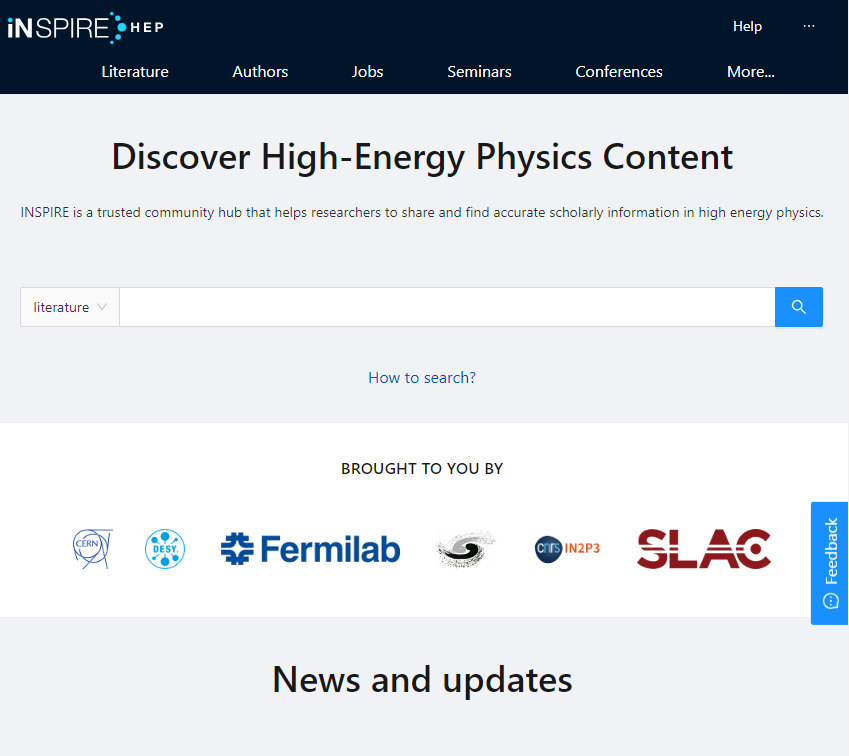 iNSPIRE HEP
Help
...
Literature Authors Jobs Seminars Conferences More...
Discover High-Energy Physics Content
INSPIRE is a trusted community hub that helps researchers to share and find accurate scholarly information in high energy physics.
literature
How to search?
BROUGHT TO YOU BY
CERN DESY. Fermilab cnrs IN2P3 SLAC
Feedback
News and updates